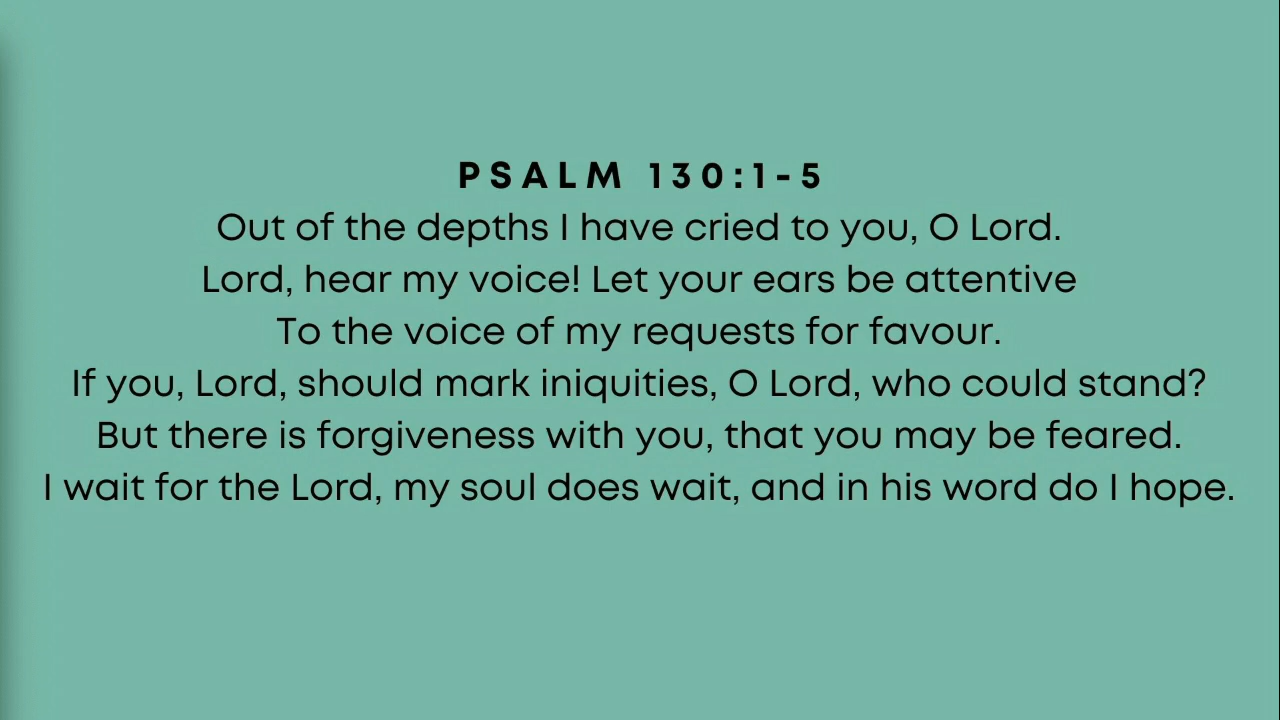 PSALM 130:1-5
Out of the depths I have cried to you, O Lord.
Lord, hear my voice! Let your ears be attentive
To the voice of my requests for favour.
If you, Lord, should mark iniquities, O Lord, who could stand?
But there is forgiveness with you, that you may be feared.
I wait for the Lord, my soul does wait, and in his word do I hope.